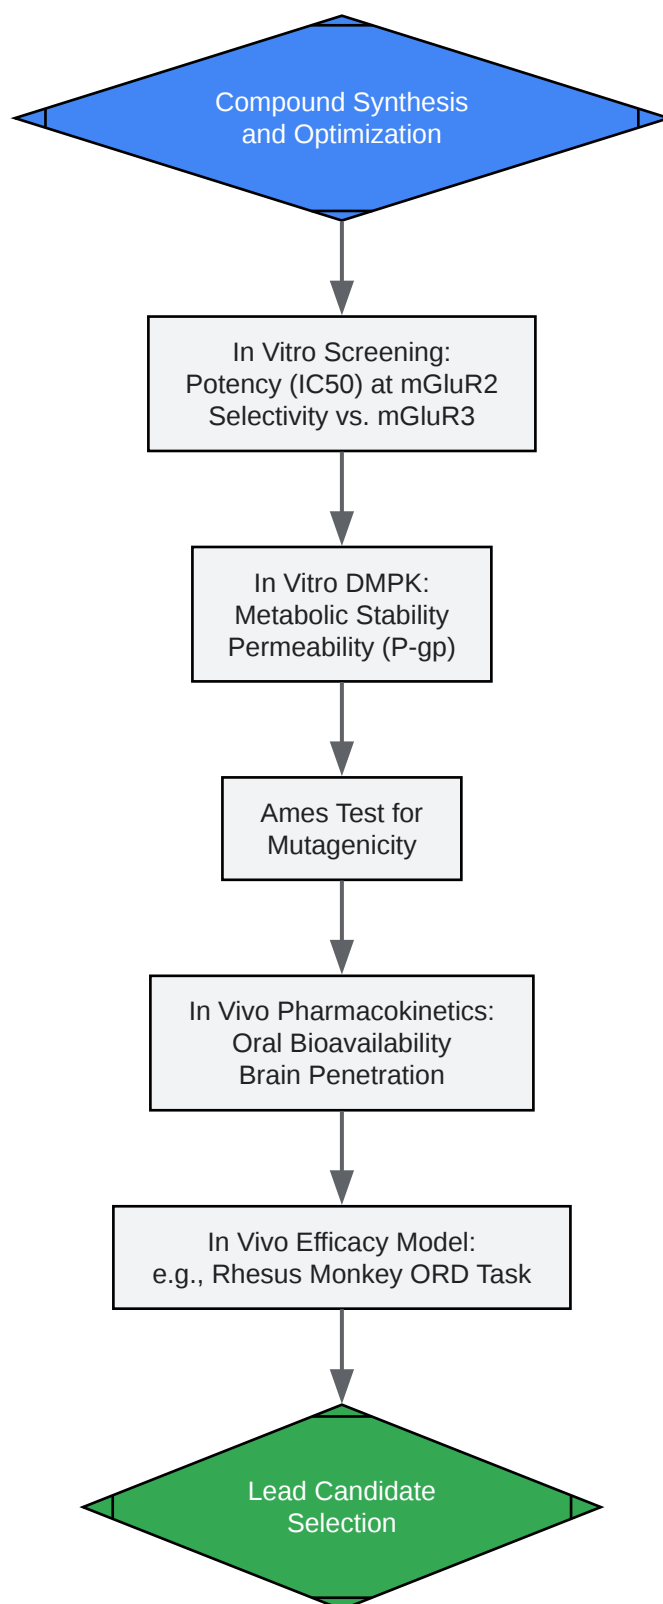 Compound Synthesis
and Optimization
In Vitro Screening:
Potency (IC50) at mGluR2
Selectivity vs. mGluR3
In Vitro DMPK:
Metabolic Stability
Permeability (P-gp)
Ames Test for
Mutagenicity
In Vivo Pharmacokinetics:
Oral Bioavailability
Brain Penetration
In Vivo Efficacy Model:
e.g., Rhesus Monkey ORD Task
Lead Candidate
Selection